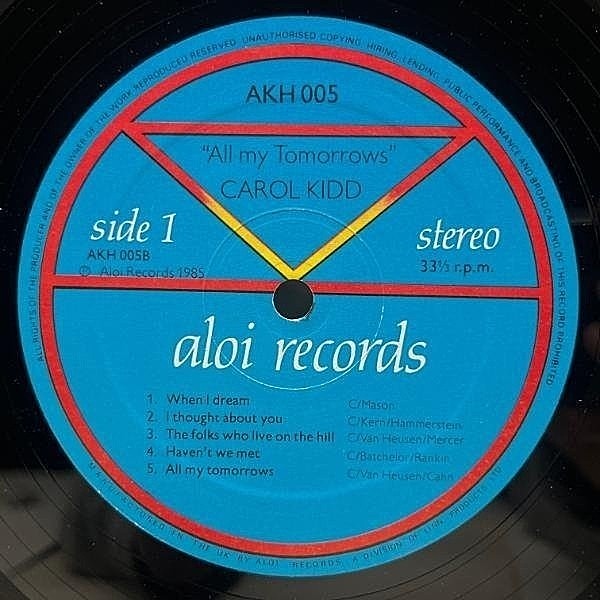 ALL RIGHTS OF THE PRODUCER AND OF THE OWNER OF THE WORK REPRODUCED RESERVED. UNAUTHORISED COPYING, HIRING, LENDING, PUBLIC PERFORMANCE AND BROADCASTING OF THIS RECORD PROHIBITED
AKH 005
"All my Tomorrows"
CAROL KIDD
side 1
AKH 005B
Ⓟ Aloi Records 1985
stereo
33⅓ r.p.m.
aloi records
1. When I dream C/Mason
2. I thought about you C/Kern/Hammerstein
3. The folks who live on the hill C/Van Heusen/Mercer
4. Haven't we met C/Batchelor/Rankin
5. All my tomorrows C/Van Heusen/Cahn
MANUFACTURED IN THE UK BY ALOI RECORDS. A DIVISION OF LINN PRODUCTS LTD